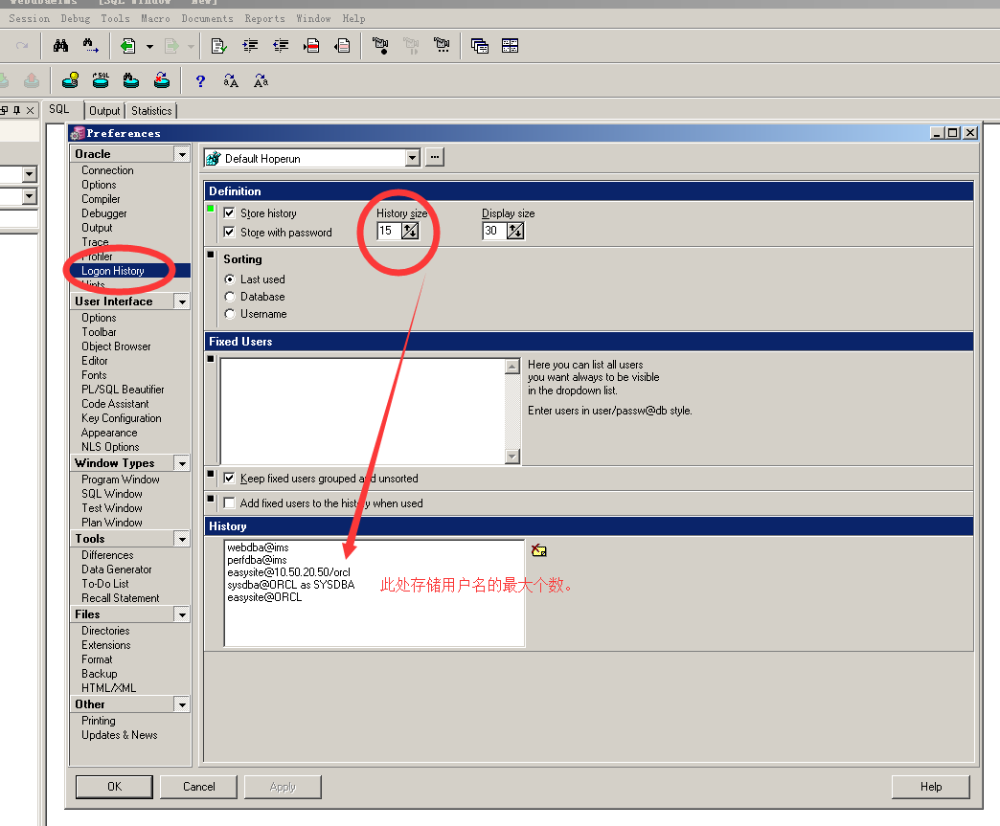 webdba@ims - [SQL Window - New]
Session Debug Tools Macro Documents Reports Window Help
SQL Output Statistics
Preferences
Oracle
Connection
Options
Compiler
Debugger
Output
Trace
Profiler
Logon History
Hints
User Interface
Options
Toolbar
Object Browser
Editor
Fonts
PL/SQL Beautifier
Code Assistant
Key Configuration
Appearance
NLS Options
Window Types
Program Window
SQL Window
Test Window
Plan Window
Tools
Differences
Data Generator
To-Do List
Recall Statement
Files
Directories
Extensions
Format
Backup
HTML/XML
Other
Printing
Updates & News
Default Hoperun
Definition
Store history
Store with password
History size
15
Display size
30
Sorting
Last used
Database
Username
Fixed Users
Here you can list all users
you want always to be visible
in the dropdown list.
Enter users in user/passw@db style.
Keep fixed users grouped and unsorted
Add fixed users to the history when used
History
webdba@ims
perfdba@ims
easysite@10.50.20.50/orcl
sysdba@ORCL as SYSDBA
easysite@ORCL
此处存储用户名的最大个数。
OK Cancel Apply Help